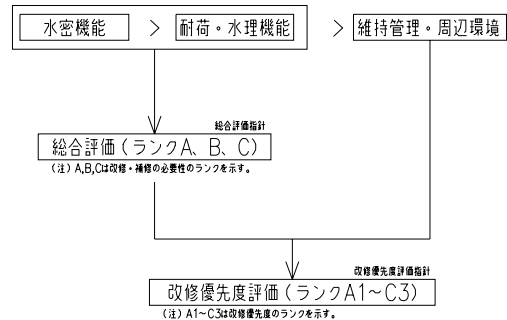 水密機能 > 耐荷・水理機能 > 維持管理・周辺環境
総合評価指針
総合評価(ランクA、B、C)
(注)A,B,Cは改修・補修の必要性のランクを示す。
改修優先度評価指針
改修優先度評価(ランクA1～C3)
(注)A1～C3は改修優先度のランクを示す。